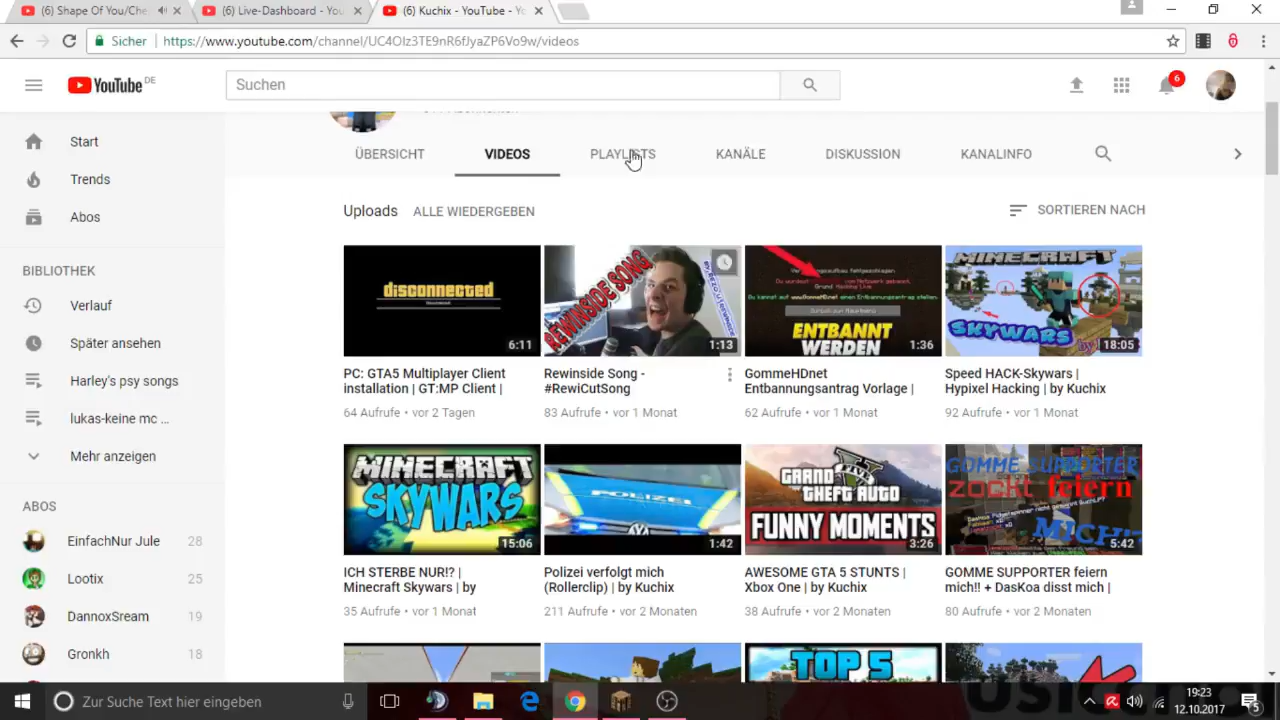 (6) Shape Of You/Che
(6) Live-Dashboard - You
(6) Kuchix - YouTube - Yo
Sicher
https://www.youtube.com/channel/UC4OIz3TE9nR6fJyaZP6Vo9w/videos
YouTube DE
Suchen
6
Start
Trends
Abos
BIBLIOTHEK
Verlauf
Später ansehen
Harley's psy songs
lukas-keine mc ...
Mehr anzeigen
ABOS
EinfachNur Jule 28
Lootix 25
DannoxSream 19
Gronkh 18
ÜBERSICHT
VIDEOS
PLAYLISTS
KANÄLE
DISKUSSION
KANALINFO
Uploads
ALLE WIEDERGEBEN
SORTIEREN NACH
disconnected
6:11
REWINSIDE SONG
1:13
Grund
ENTBANNT
WERDEN
1:36
MINECRAFT
SKYWARS
18:05
PC: GTA5 Multiplayer Client
installation | GT:MP Client |
64 Aufrufe • vor 2 Tagen
Rewinside Song -
#RewiCutSong
83 Aufrufe • vor 1 Monat
GommeHDnet
Entbannungsantrag Vorlage |
62 Aufrufe • vor 1 Monat
Speed HACK-Skywars |
Hypixel Hacking | by Kuchix
92 Aufrufe • vor 1 Monat
MINECRAFT
SKYWARS
15:06
POLIZEI
1:42
GRAND
THEFT AUTO
V
FUNNY MOMENTS
3:26
GOMME SUPPORTER
ZOCKT feiern
MICH
5:42
ICH STERBE NUR!? |
Minecraft Skywars | by
35 Aufrufe • vor 1 Monat
Polizei verfolgt mich
(Rollerclip) | by Kuchix
211 Aufrufe • vor 2 Monaten
AWESOME GTA 5 STUNTS |
Xbox One | by Kuchix
38 Aufrufe • vor 2 Monaten
GOMME SUPPORTER feiern
mich!! + DasKoa disst mich |
80 Aufrufe • vor 2 Monaten
TOP 5
Zur Suche Text hier eingeben
19:23
12.10.2017
5